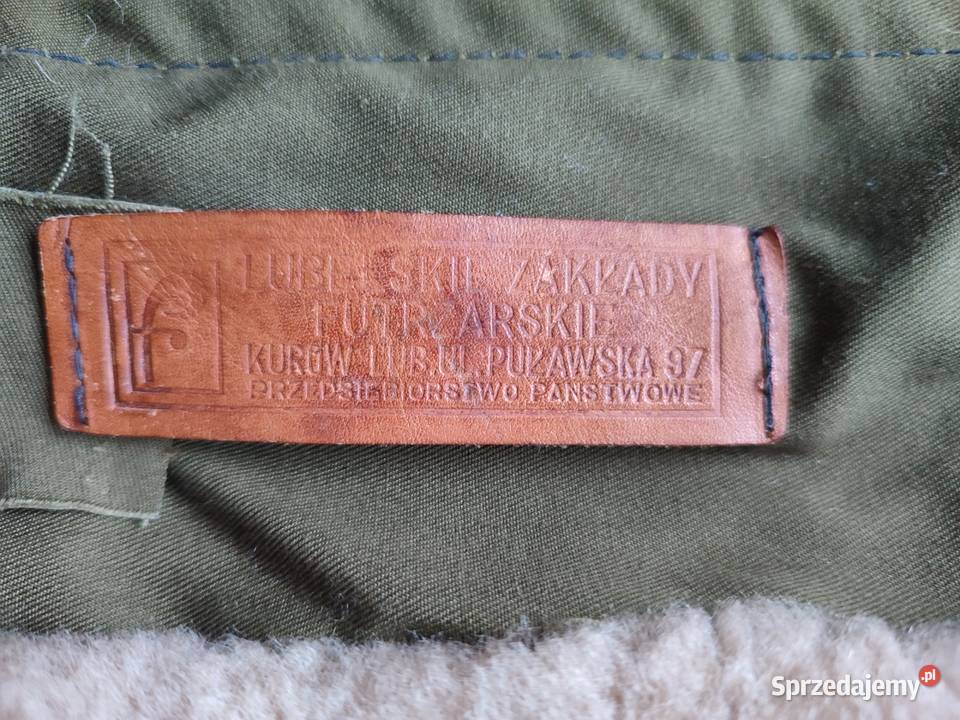 LUBELSKIE ZAKŁADY
FUTRZARSKIE
KURÓW LUB. UL. PUŁAWSKA 97
PRZEDSIĘBIORSTWO PAŃSTWOWE
Sprzedajemy.pl